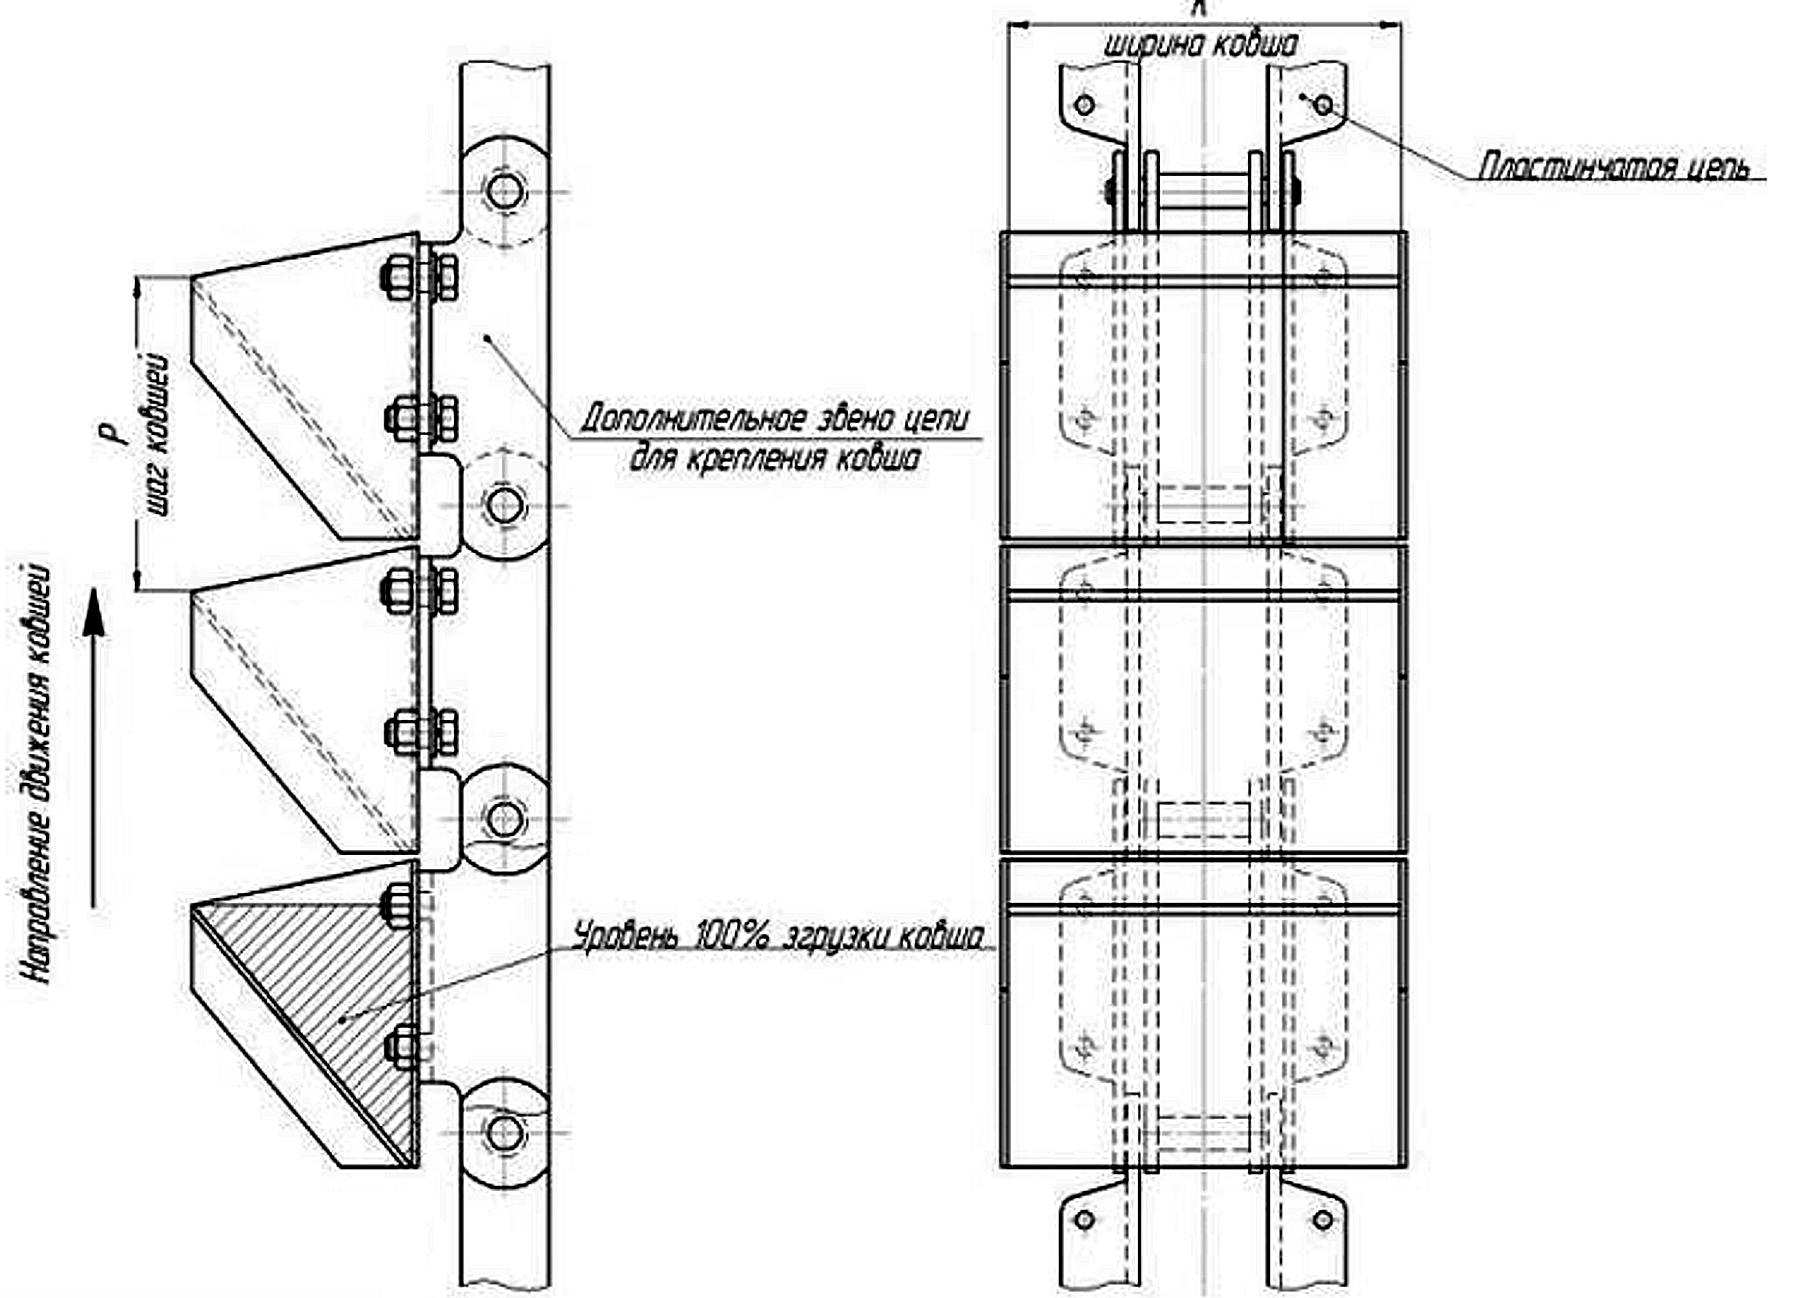 ширина ковша
Пластинчатая цепь
P
шаг ковшей
Дополнительное звено цепи
для крепления ковша
Направление движения ковшей
Уровень 100% згрузки ковша